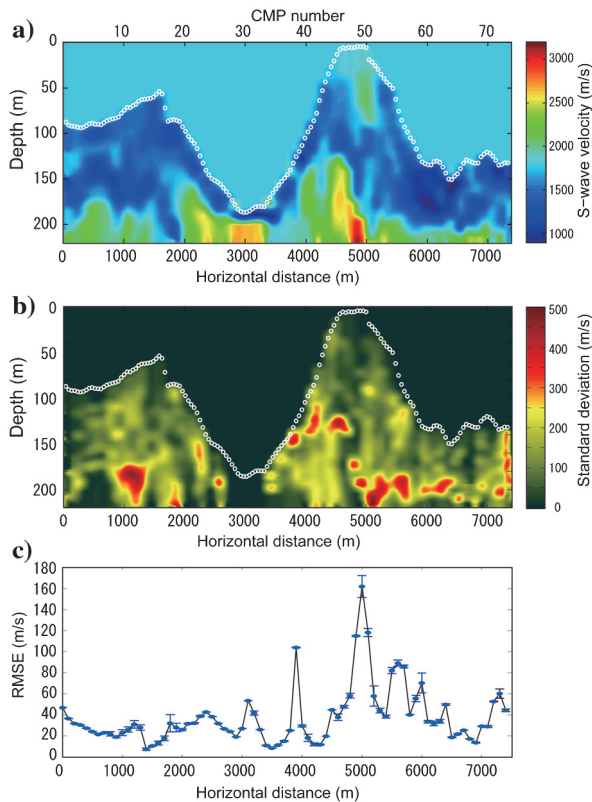 CMP number
a)
10 20 30 40 50 60 70
0
50
100
150
200
Depth (m)
0 1000 2000 3000 4000 5000 6000 7000
Horizontal distance (m)
3000
2500
2000
1500
1000
S−wave velocity (m/s)
b)
0
50
100
150
200
Depth (m)
0 1000 2000 3000 4000 5000 6000 7000
Horizontal distance (m)
500
400
300
200
100
0
Standard deviation (m/s)
c)
180
160
140
120
100
80
60
40
20
0
RMSE (m/s)
0 1000 2000 3000 4000 5000 6000 7000
Horizontal distance (m)